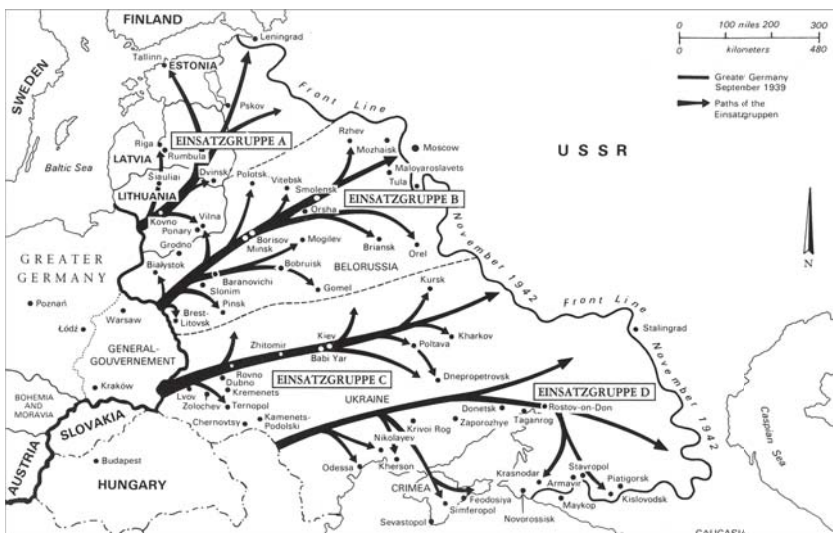 FINLAND
Leningrad
Tallinn
ESTONIA
SWEDEN
Pskov
Front Line
0 100 miles 200 300
0 kilometers 480
Greater Germany
September 1939
Paths of the
Einsatzgruppen
EINSATZGRUPPE A
Riga
Rumbula
Baltic Sea
LATVIA
Siauliai
Dvinsk
LITHUANIA
Rzhev
Mozhaisk
Moscow
USSR
Maloyaroslavets
Tula
Polotsk
Vitebsk
Smolensk
EINSATZGRUPPE B
Orsha
Kovno
Ponary
Vilna
Grodno
Borisov
Minsk
Mogilev
Briansk
Orel
November 1942
N
GREATER
GERMANY
Białystok
Baranovichi
Slonim
Bobruisk
BELORUSSIA
Gomel
Pinsk
Kursk
Front Line
Poznań
Warsaw
Brest-
Litovsk
Łódź
Stalingrad
GENERAL-
GOUVERNEMENT
Zhitomir
Kiev
Babi Yar
Kharkov
Poltava
November 1942
Rovno
Dubno
Kremenets
EINSATZGRUPPE C
Dnepropetrovsk
Kraków
Lvov
Zolochev
Ternopol
UKRAINE
EINSATZGRUPPE D
BOHEMIA
AND
MORAVIA
SLOVAKIA
Chernovtsy
Kamenets-
Podolski
Donetsk
Rostov-on-Don
Taganrog
Krivoi Rog
Zaporozhye
Caspian Sea
AUSTRIA
Budapest
Nikolayev
Odessa
Kherson
HUNGARY
CRIMEA
Krasnodar
Stavropol
Armavir
Piatigorsk
Feodosiya
Simferopol
Kislovodsk
Maykop
Novorossisk
Sevastopol